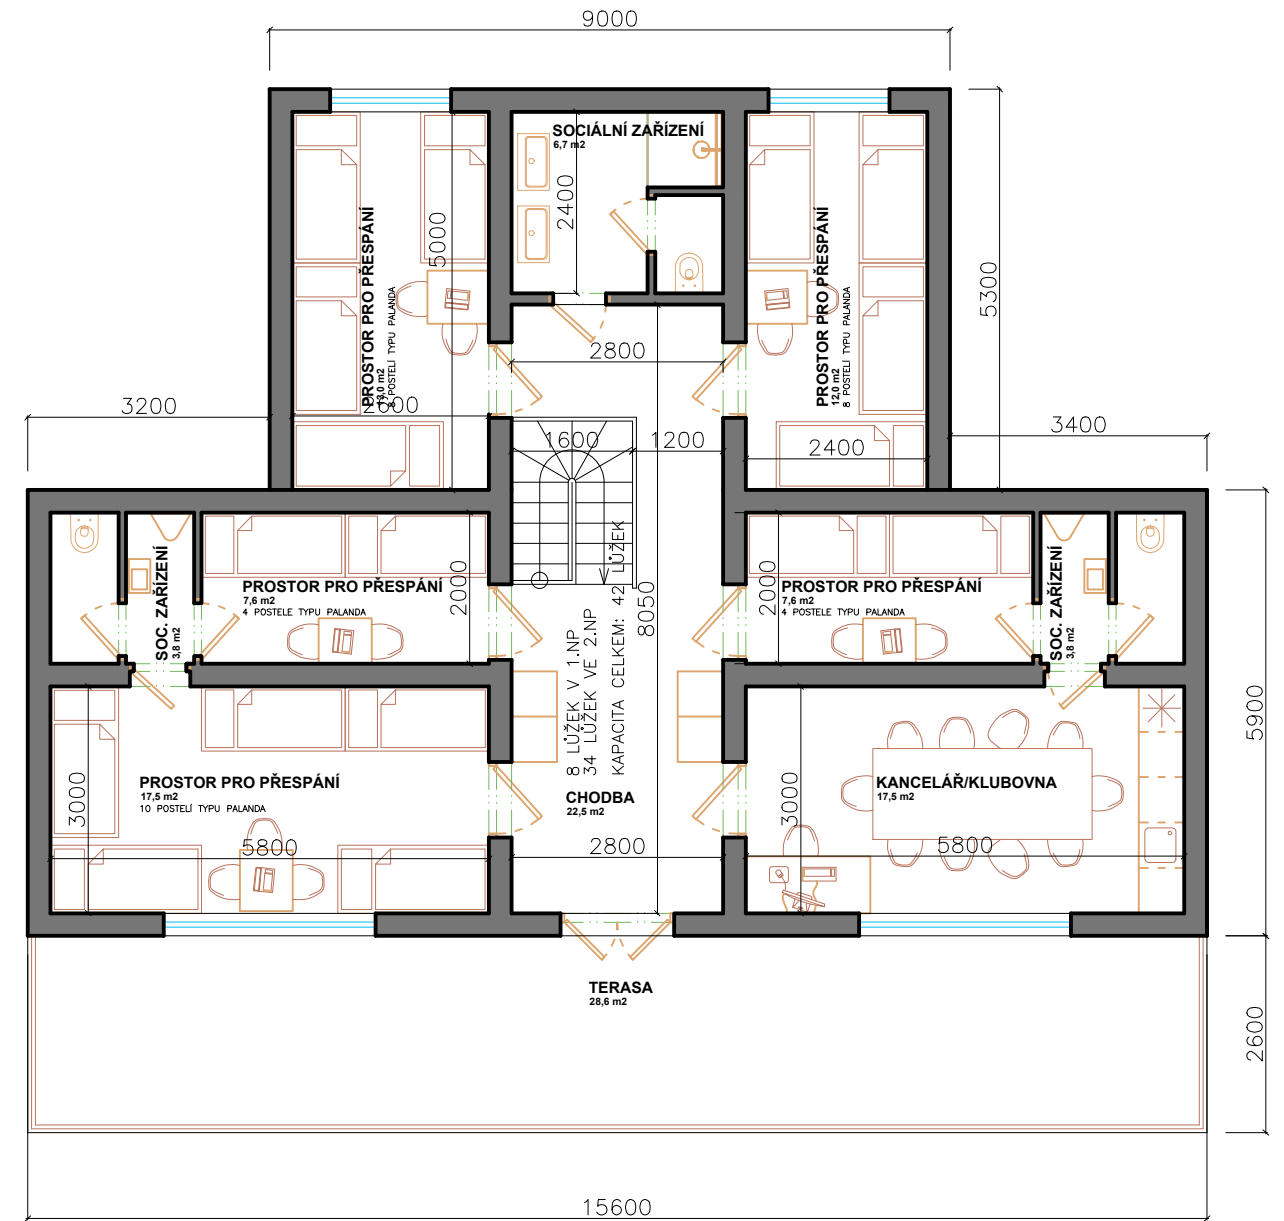 9000
SOCIÁLNÍ ZAŘÍZENÍ
6,7 m2
2400
5000
PROSTOR PRO PŘESPÁNÍ
13,0 m2
8 POSTELÍ TYPU PALANDA
2600
PROSTOR PRO PŘESPÁNÍ
12,0 m2
8 POSTELÍ TYPU PALANDA
2400
5300
2800
3200
3400
1600
1200
SOC. ZAŘÍZENÍ
3,8 m2
PROSTOR PRO PŘESPÁNÍ
7,6 m2
4 POSTELE TYPU PALANDA
2000
8 LŮŽEK V 1.NP
34 LŮŽEK VE 2.NP
KAPACITA CELKEM: 42 LŮŽEK
8050
2000
PROSTOR PRO PŘESPÁNÍ
7,6 m2
4 POSTELE TYPU PALANDA
SOC. ZAŘÍZENÍ
3,8 m2
5900
3000
PROSTOR PRO PŘESPÁNÍ
17,5 m2
10 POSTELÍ TYPU PALANDA
5800
CHODBA
22,5 m2
2800
3000
KANCELÁŘ/KLUBOVNA
17,5 m2
5800
TERASA
28,6 m2
2600
15600